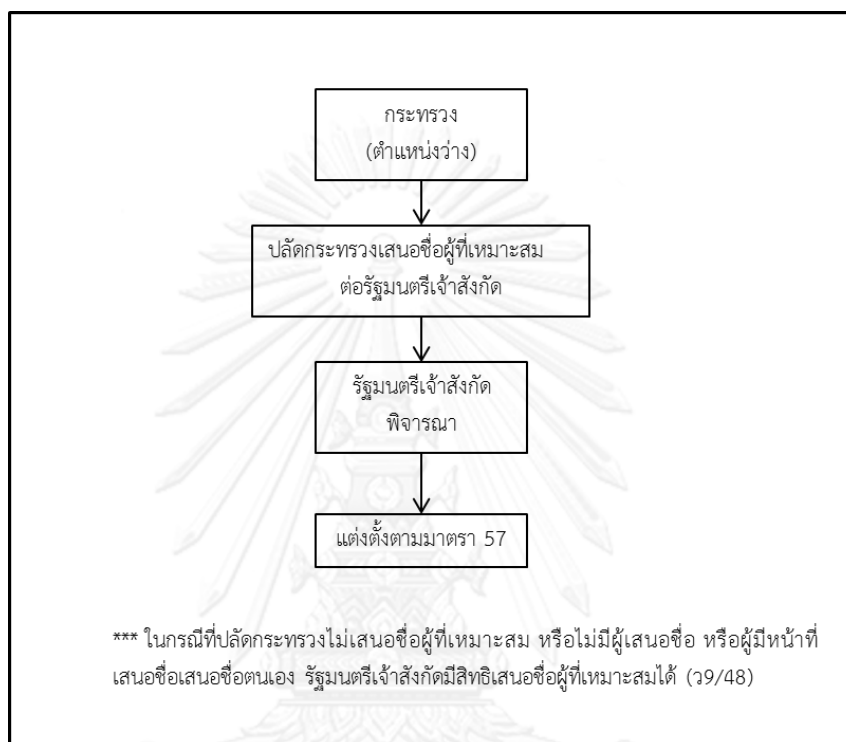 กระทรวง
(ตำแหน่งว่าง)
ปลัดกระทรวงเสนอชื่อผู้ที่เหมาะสม
ต่อรัฐมนตรีเจ้าสังกัด
รัฐมนตรีเจ้าสังกัด
พิจารณา
แต่งตั้งตามมาตรา 57
*** ในกรณีที่ปลัดกระทรวงไม่เสนอชื่อผู้ที่เหมาะสม หรือไม่มีผู้เสนอชื่อ หรือผู้มีหน้าที่
เสนอชื่อเสนอชื่อตนเอง รัฐมนตรีเจ้าสังกัดมีสิทธิเสนอชื่อผู้ที่เหมาะสมได้ (ว9/48)